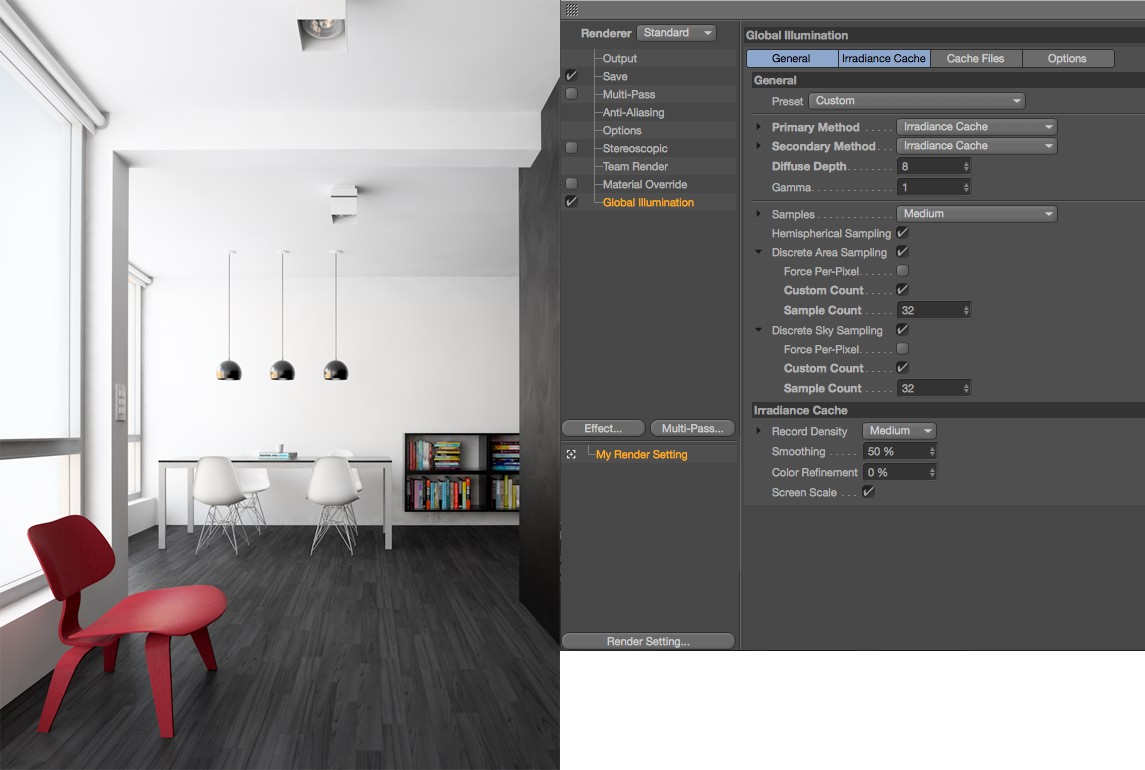 Renderer Standard
Output
Save
Multi-Pass
Anti-Aliasing
Options
Stereoscopic
Team Render
Material Override
Global Illumination
Effect...
Multi-Pass...
My Render Setting
Render Setting...
Global Illumination
General
Irradiance Cache
Cache Files
Options
General
Preset Custom
Primary Method . . . . . Irradiance Cache
Secondary Method . . . Irradiance Cache
Diffuse Depth . . . . . . . . 8
Gamma . . . . . . . . . . . . . 1
Samples . . . . . . . . . . . . Medium
Hemispherical Sampling
Discrete Area Sampling
Force Per-Pixel . . . . . .
Custom Count . . . . .
Sample Count . . . . . 32
Discrete Sky Sampling
Force Per-Pixel . . . . . .
Custom Count . . . . .
Sample Count . . . . . 32
Irradiance Cache
Record Density Medium
Smoothing . . . . . 50 %
Color Refinement 0 %
Screen Scale . . .